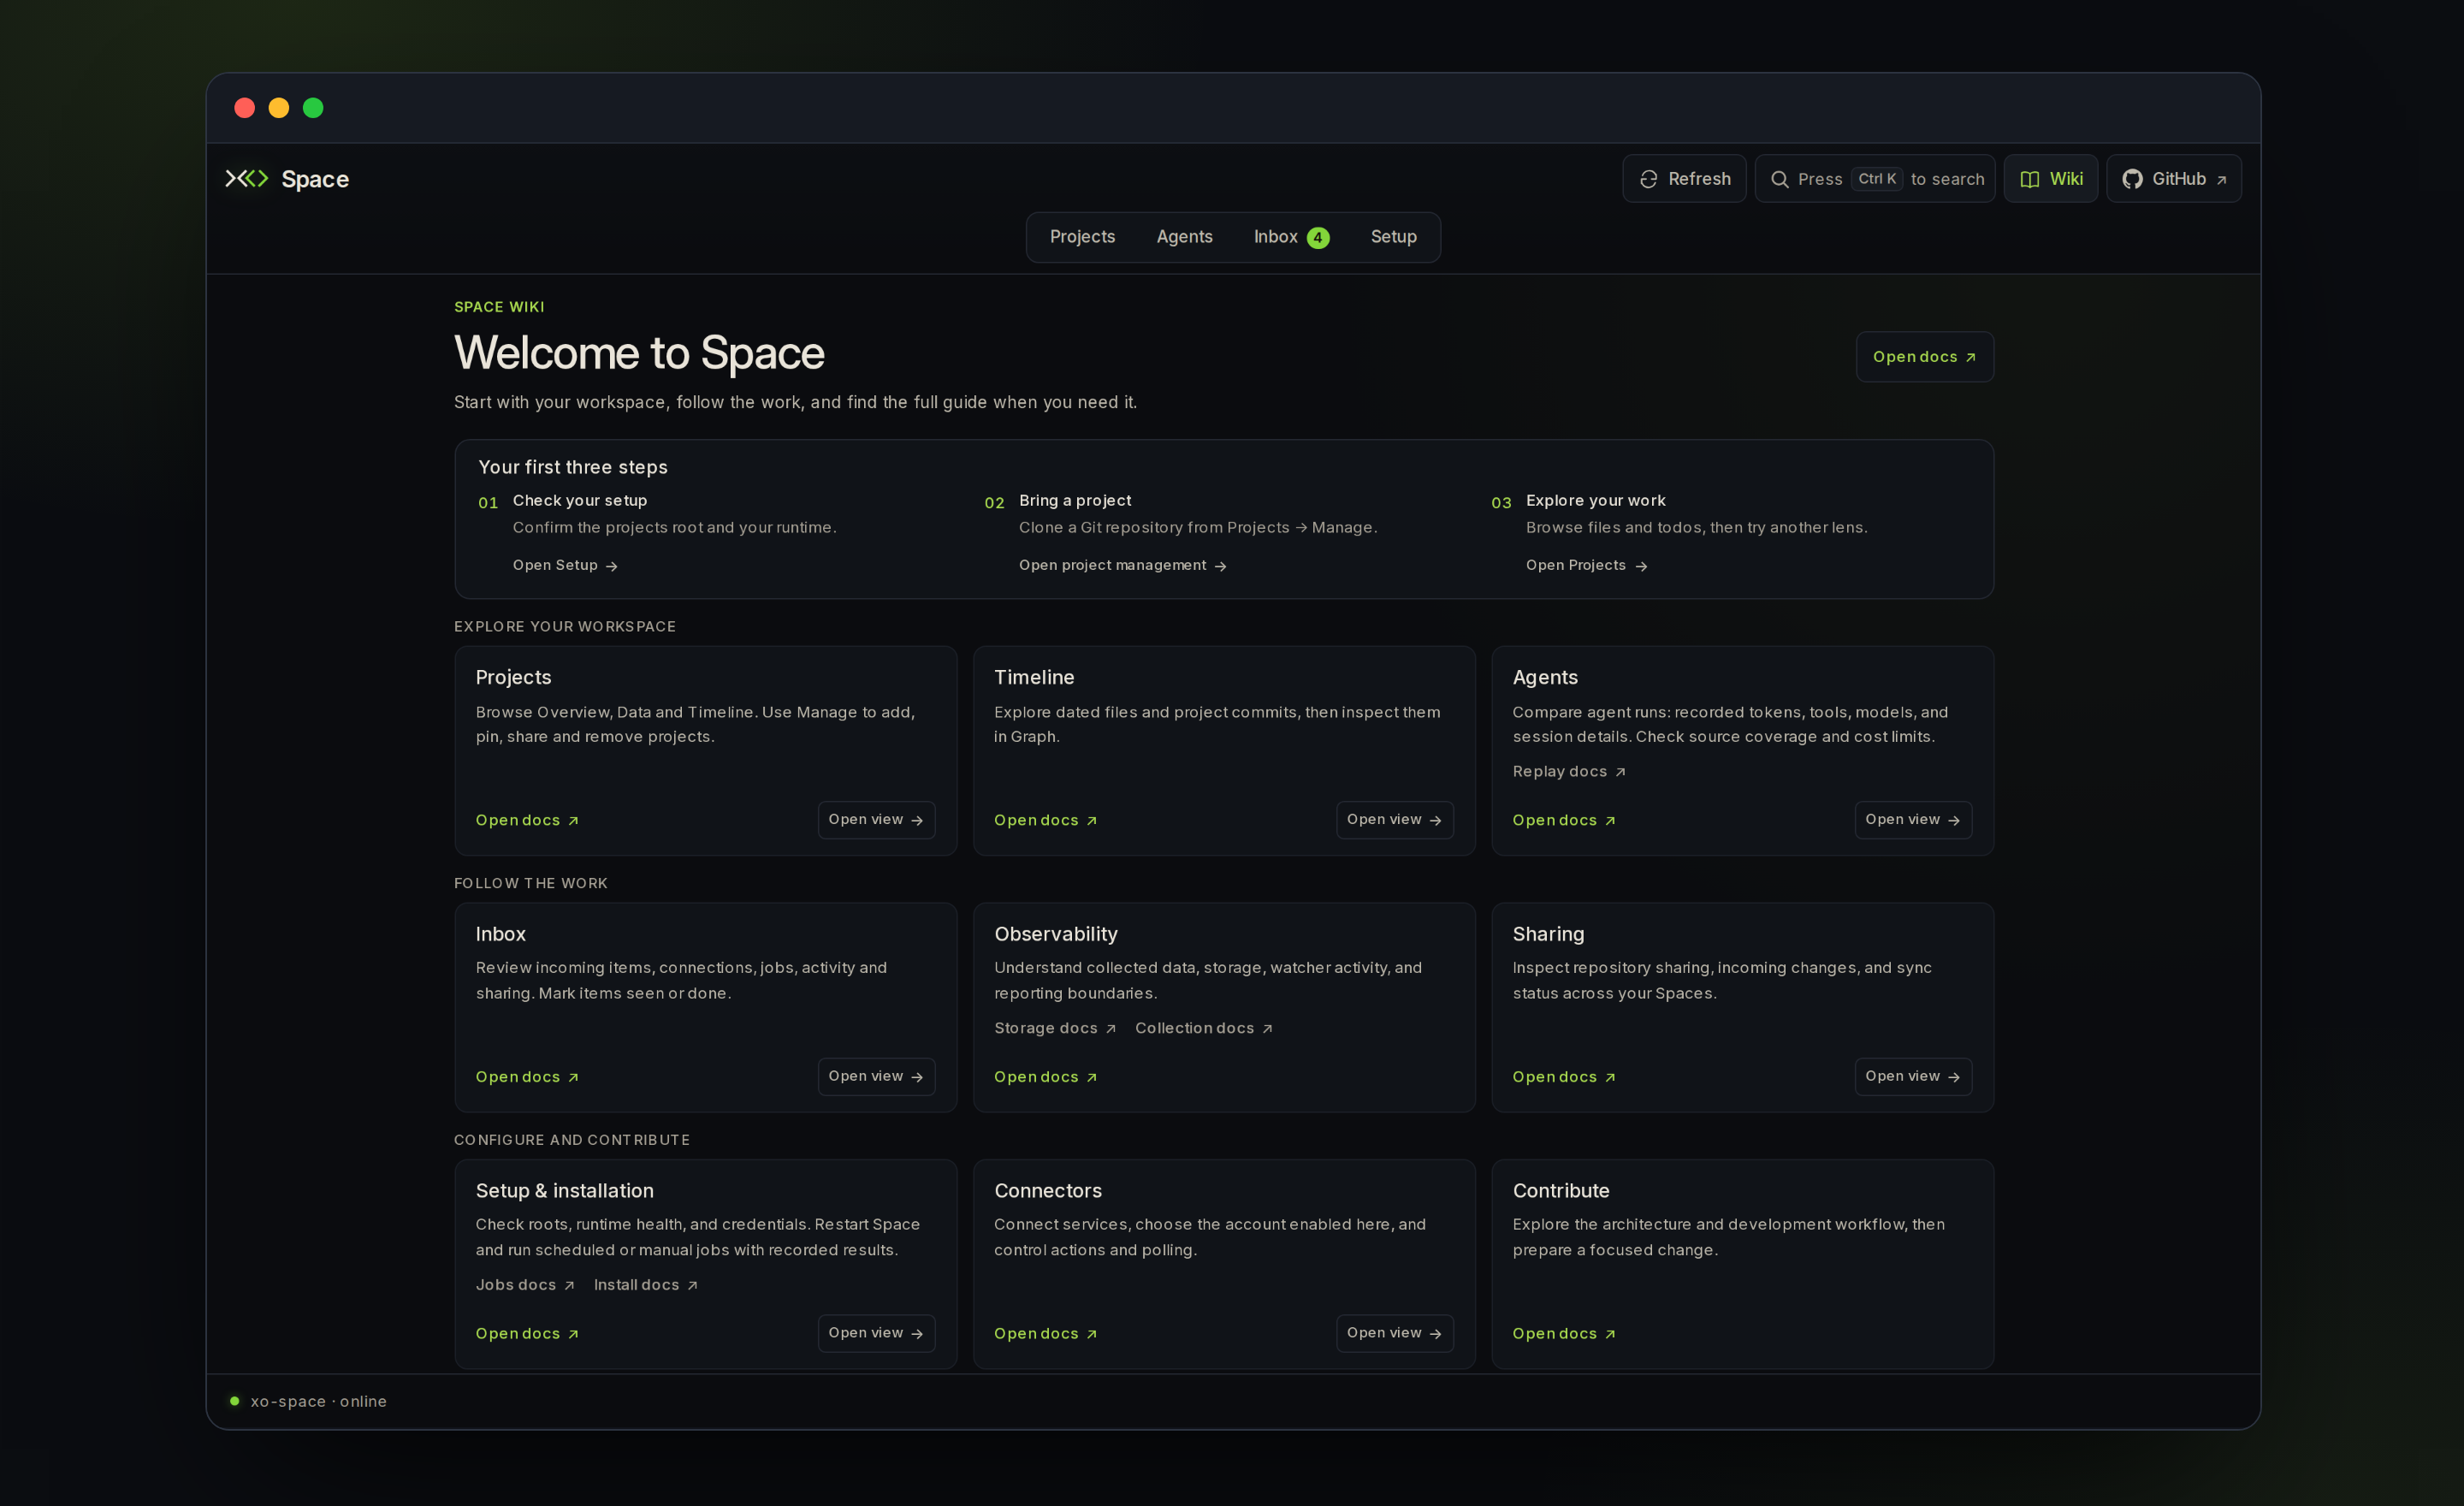 Space
Refresh
Press Ctrl K to search
Wiki
GitHub ↗
Projects
Agents
Inbox 4
Setup
SPACE WIKI
Welcome to Space
Open docs ↗
Start with your workspace, follow the work, and find the full guide when you need it.
Your first three steps
01 Check your setup
Confirm the projects root and your runtime.
Open Setup →
02 Bring a project
Clone a Git repository from Projects → Manage.
Open project management →
03 Explore your work
Browse files and todos, then try another lens.
Open Projects →
EXPLORE YOUR WORKSPACE
Projects
Browse Overview, Data and Timeline. Use Manage to add,
pin, share and remove projects.
Open docs ↗
Open view →
Timeline
Explore dated files and project commits, then inspect them
in Graph.
Open docs ↗
Open view →
Agents
Compare agent runs: recorded tokens, tools, models, and
session details. Check source coverage and cost limits.
Replay docs ↗
Open docs ↗
Open view →
FOLLOW THE WORK
Inbox
Review incoming items, connections, jobs, activity and
sharing. Mark items seen or done.
Open docs ↗
Open view →
Observability
Understand collected data, storage, watcher activity, and
reporting boundaries.
Storage docs ↗ Collection docs ↗
Open docs ↗
Sharing
Inspect repository sharing, incoming changes, and sync
status across your Spaces.
Open docs ↗
Open view →
CONFIGURE AND CONTRIBUTE
Setup & installation
Check roots, runtime health, and credentials. Restart Space
and run scheduled or manual jobs with recorded results.
Jobs docs ↗ Install docs ↗
Open docs ↗
Open view →
Connectors
Connect services, choose the account enabled here, and
control actions and polling.
Open docs ↗
Open view →
Contribute
Explore the architecture and development workflow, then
prepare a focused change.
Open docs ↗
xo-space · online